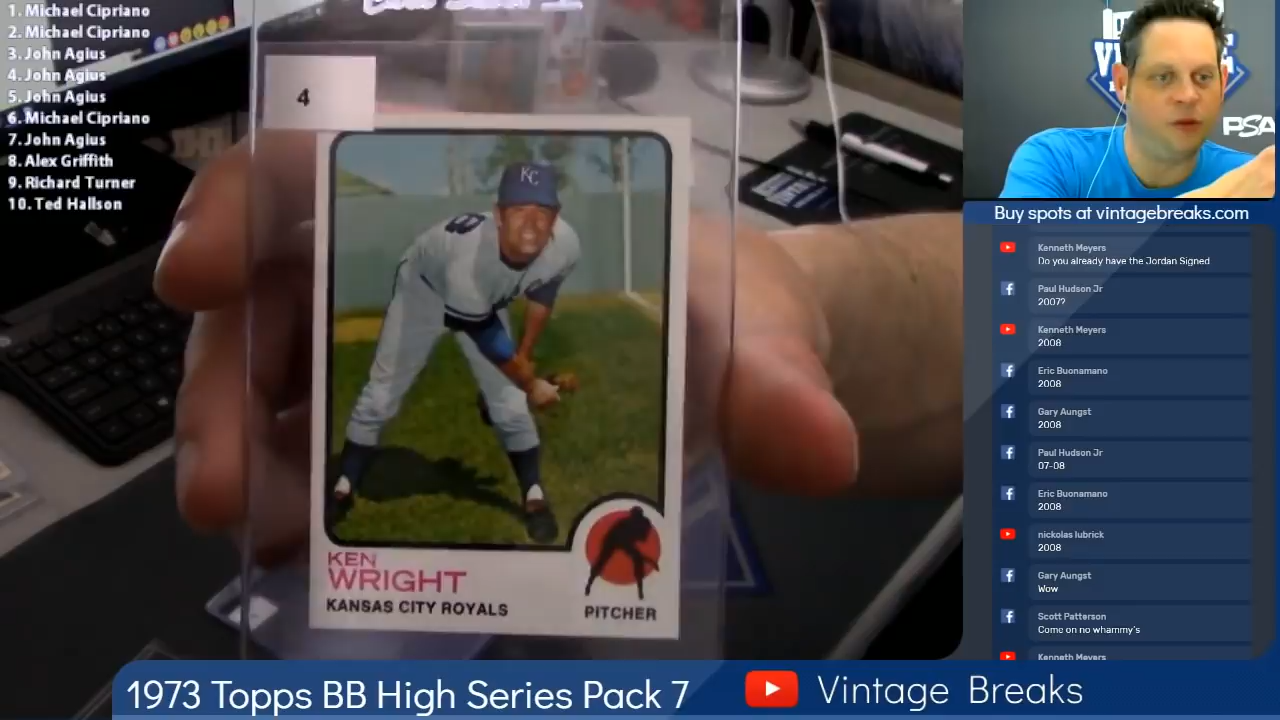 1. Michael Cipriano
2. Michael Cipriano
3. John Agius
4. John Agius
5. John Agius
6. Michael Cipriano
7. John Agius
8. Alex Griffith
9. Richard Turner
10. Ted Hallson
4
KC
8
KEN
WRIGHT
KANSAS CITY ROYALS
PITCHER
PSA
Buy spots at vintagebreaks.com
Kenneth Meyers
Do you already have the Jordan Signed
Paul Hudson Jr
2007?
Kenneth Meyers
2008
Eric Buonamano
2008
Gary Aungst
2008
Paul Hudson Jr
07-08
Eric Buonamano
2008
nickolas lubrick
2008
Gary Aungst
Wow
Scott Patterson
Come on no whammy's
Kenneth Meyers
1973 Topps BB High Series Pack 7
Vintage Breaks